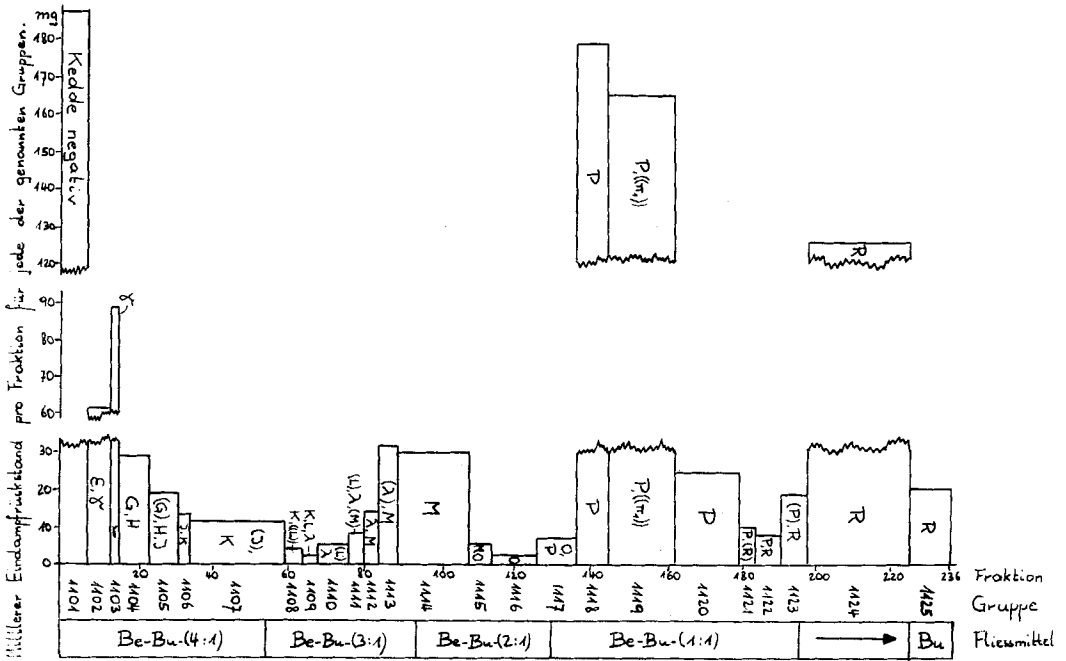 mg
180
170
160
150
140
130
120
90
80
70
60
30
20
10
0
Mittlerer Eindampfrückstand pro Fraktion für jede der genannten Gruppen.
Kedde negativ
ε,γ
γ
G,H
(G),H,J
J,K
K (J),
K,(L)
K,L,λ
λ (L)
(L),λ,(M)
λ,M
(λ),M
M
MO
O
O P
P
P,((π,))
P
P,((π,))
P
P,(R)
P,R
(P),R
R
R
R
20 40 60 80 100 120 140 160 180 200 220 236 Fraktion
1101 1102 1103 1104 1105 1106 1107 1108 1109 1110 1111 1112 1113 1114 1115 1116 1117 1118 1119 1120 1121 1122 1123 1124 1125 Gruppe
Be-Bu-(4:1) Be-Bu-(3:1) Be-Bu-(2:1) Be-Bu-(1:1) Bu Fliessmittel